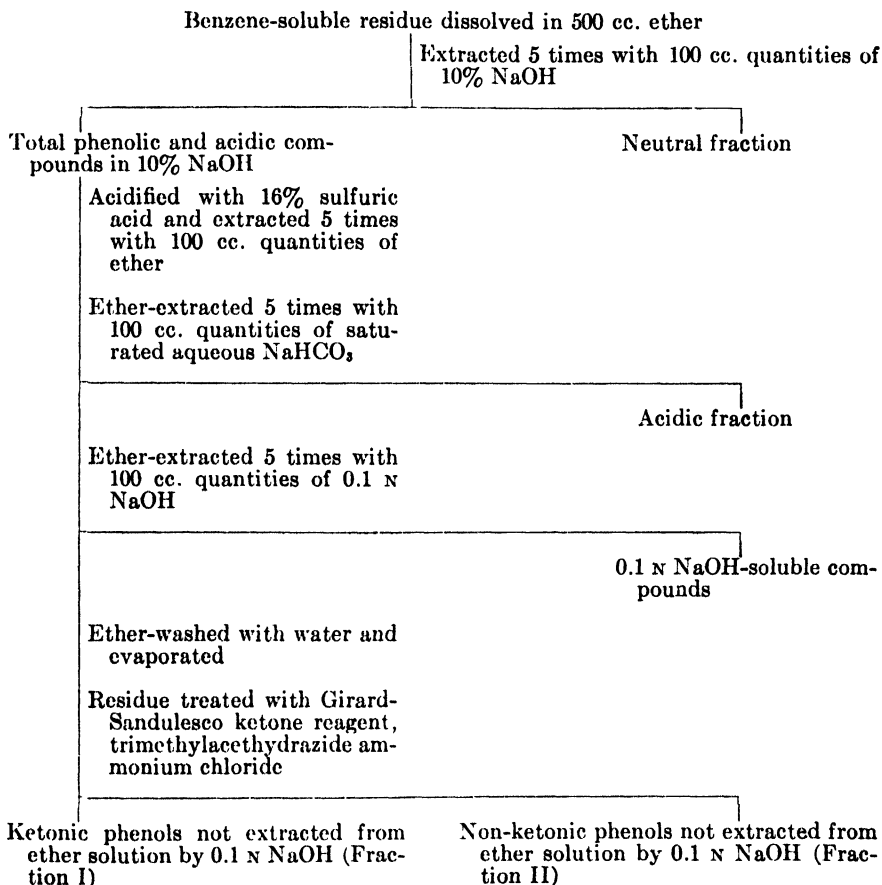 Benzene-soluble residue dissolved in 500 cc. ether
Extracted 5 times with 100 cc. quantities of
10% NaOH
Total phenolic and acidic com-
pounds in 10% NaOH
Neutral fraction
Acidified with 16% sulfuric
acid and extracted 5 times
with 100 cc. quantities of
ether
Ether-extracted 5 times with
100 cc. quantities of satu-
rated aqueous NaHCO₃
Acidic fraction
Ether-extracted 5 times with
100 cc. quantities of 0.1 N
NaOH
0.1 N NaOH-soluble com-
pounds
Ether-washed with water and
evaporated
Residue treated with Girard-
Sandulesco ketone reagent,
trimethylacethydrazide am-
monium chloride
Ketonic phenols not extracted from
ether solution by 0.1 N NaOH (Frac-
tion I)
Non-ketonic phenols not extracted from
ether solution by 0.1 N NaOH (Frac-
tion II)